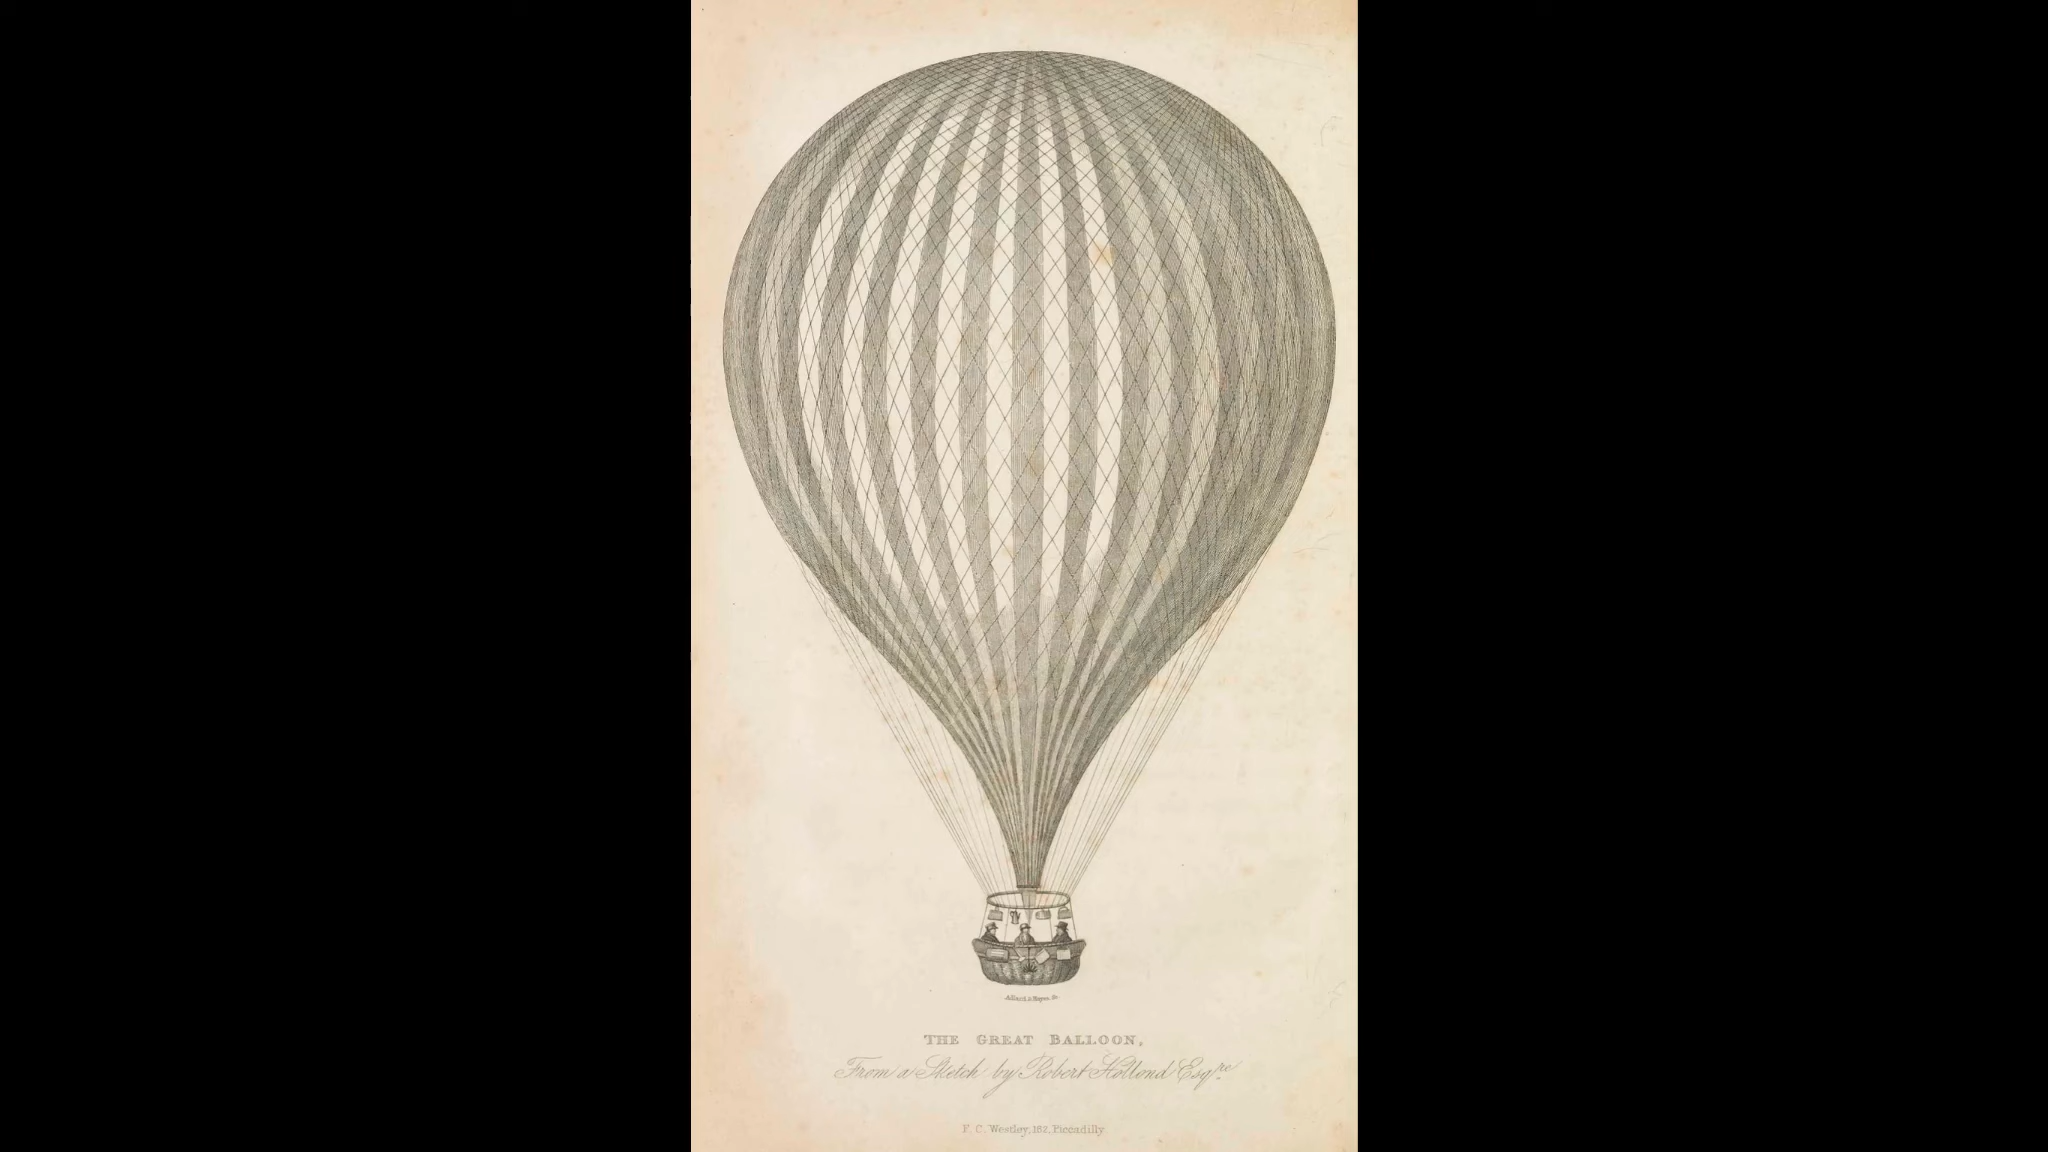 THE GREAT BALLOON,
From a Sketch by Robert Hollond Esqre.
F. C. Westley, 162, Piccadilly.